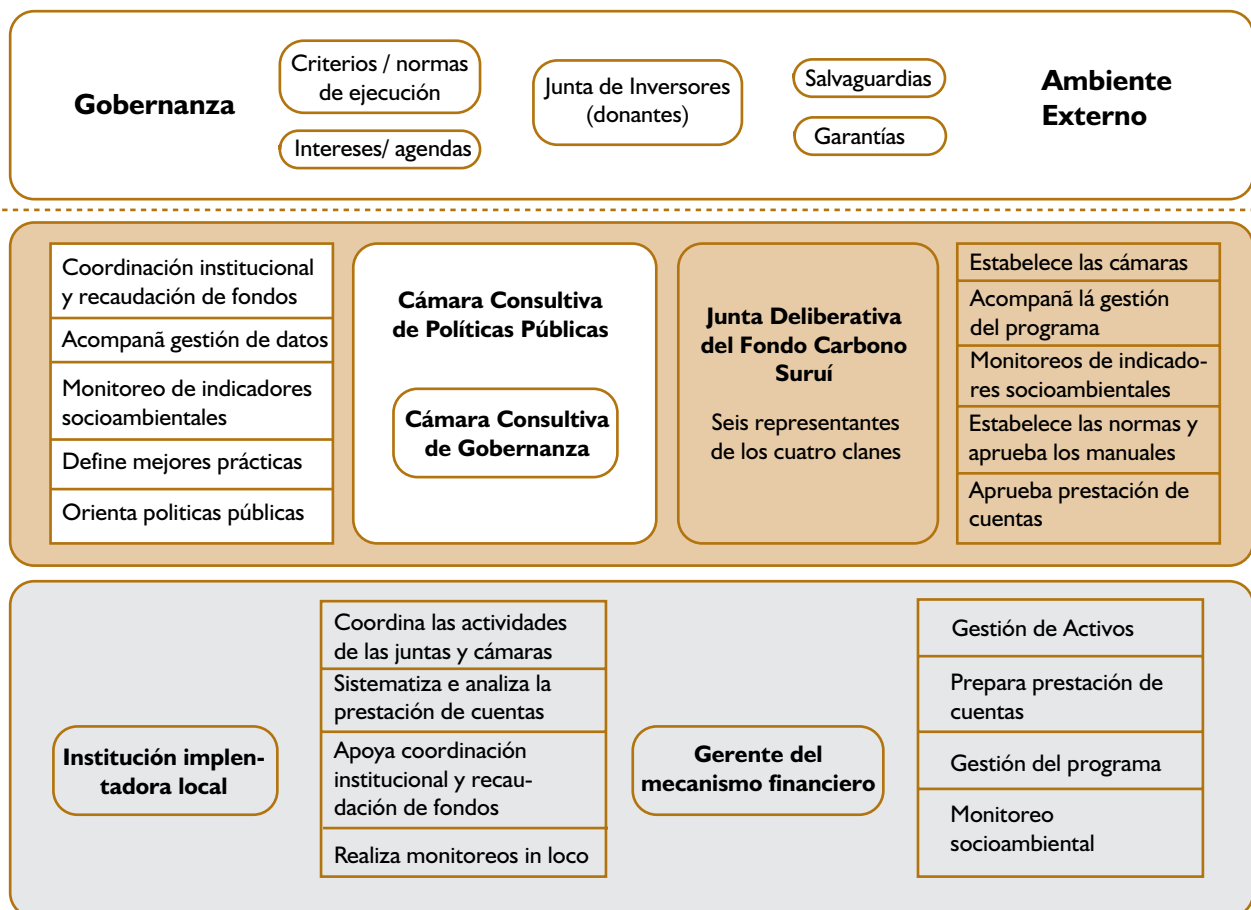 Gobernanza
Criterios / normas
de ejecución
Intereses/ agendas
Junta de Inversores
(donantes)
Salvaguardias
Garantías
Ambiente
Externo
Coordinación institucional
y recaudación de fondos
Acompanã gestión de datos
Monitoreo de indicadores
socioambientales
Define mejores prácticas
Orienta politicas públicas
Cámara Consultiva
de Políticas Públicas
Cámara Consultiva
de Gobernanza
Junta Deliberativa
del Fondo Carbono
Suruí
Seis representantes
de los cuatro clanes
Estabelece las cámaras
Acompanã lá gestión
del programa
Monitoreos de indicado-
res socioambientales
Estabelece las normas y
aprueba los manuales
Aprueba prestación de
cuentas
Institución implen-
tadora local
Coordina las actividades
de las juntas y cámaras
Sistematiza e analiza la
prestación de cuentas
Apoya coordinación
institucional y recau-
dación de fondos
Realiza monitoreos in loco
Gerente del
mecanismo financiero
Gestión de Activos
Prepara prestación de
cuentas
Gestión del programa
Monitoreo
socioambiental